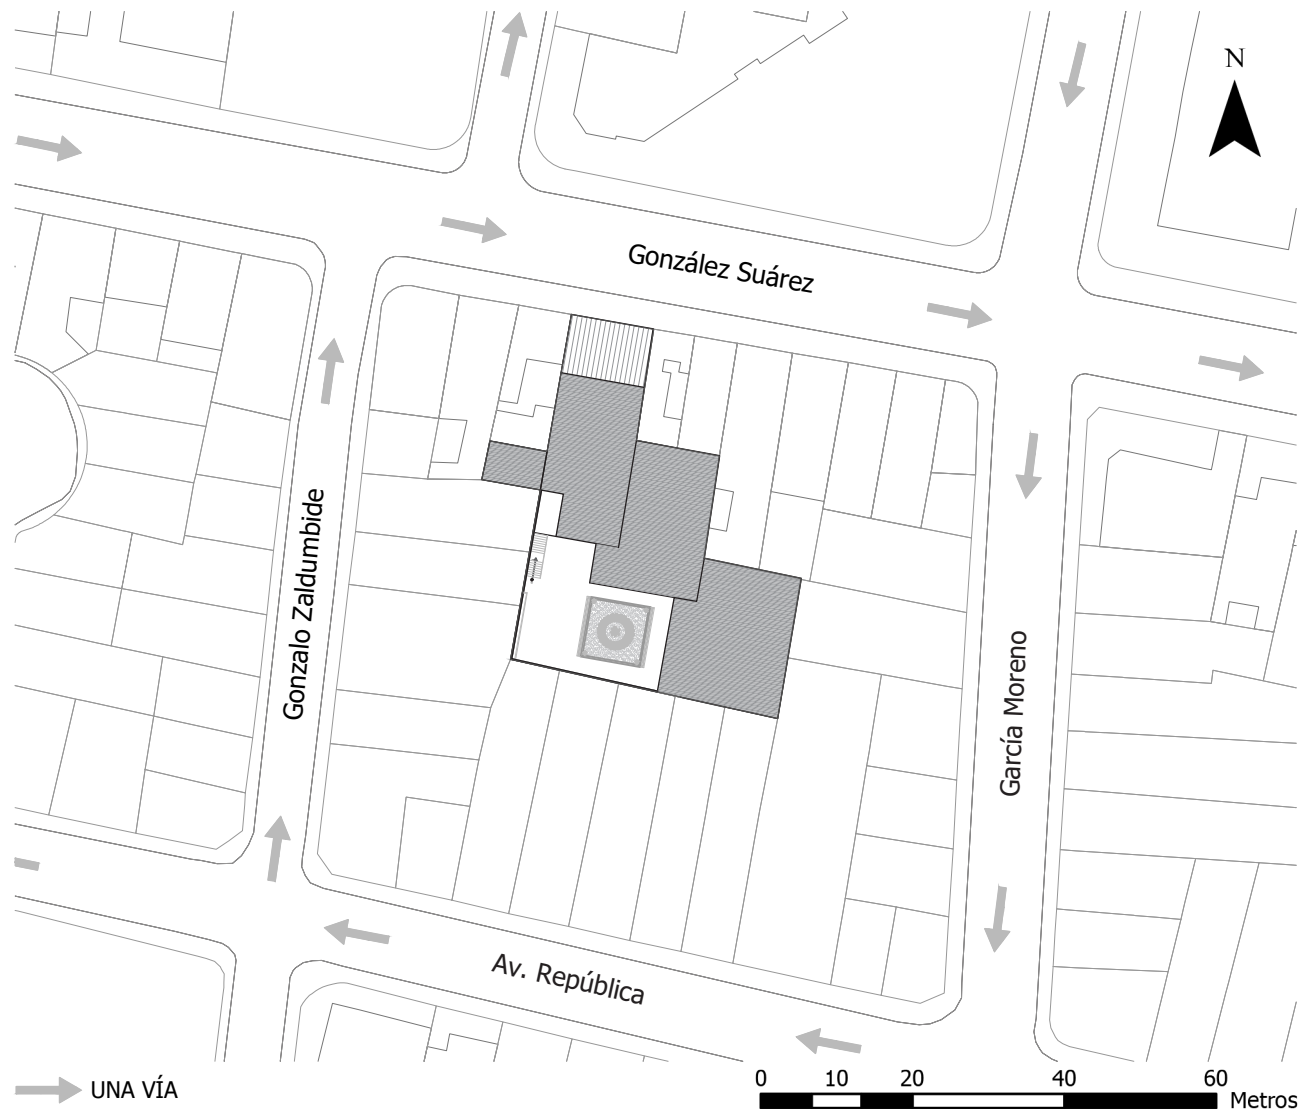 N
González Suárez
Gonzalo Zaldumbide
García Moreno
Av. República
UNA VÍA
0 10 20 40 60
Metros